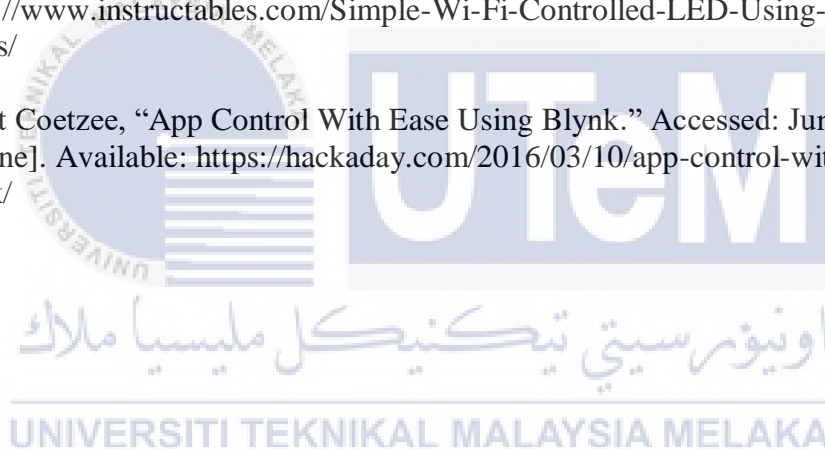 ://www.instructables.com/Simple-Wi-Fi-Controlled-LED-Using-
s/
t Coetzee, “App Control With Ease Using Blynk.” Accessed: Jun
ne]. Available: https://hackaday.com/2016/03/10/app-control-wit
/
UTeM
اونيۏرسيتي تيكنيكل مليسيا ملاك
UNIVERSITI TEKNIKAL MALAYSIA MELAKA